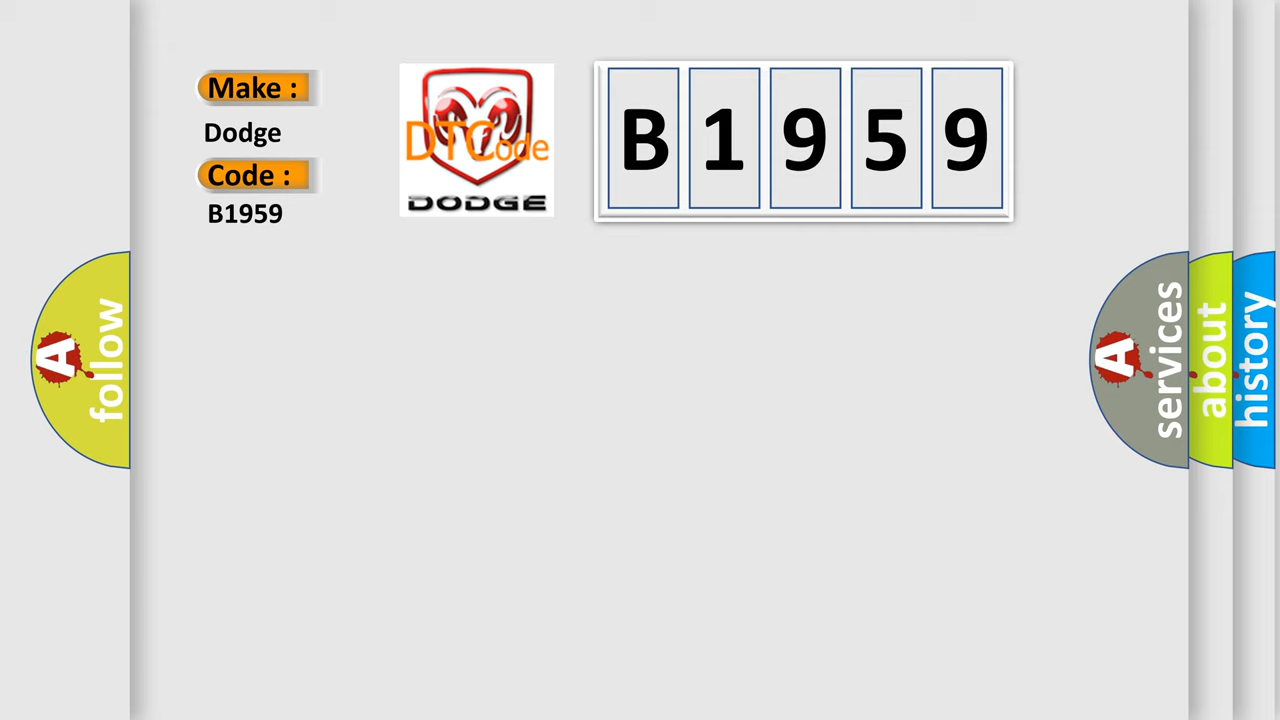 Make :
Dodge
Code :
B1959
DTCode
DODGE
B 1 9 5 9
A follow
A services
about
history